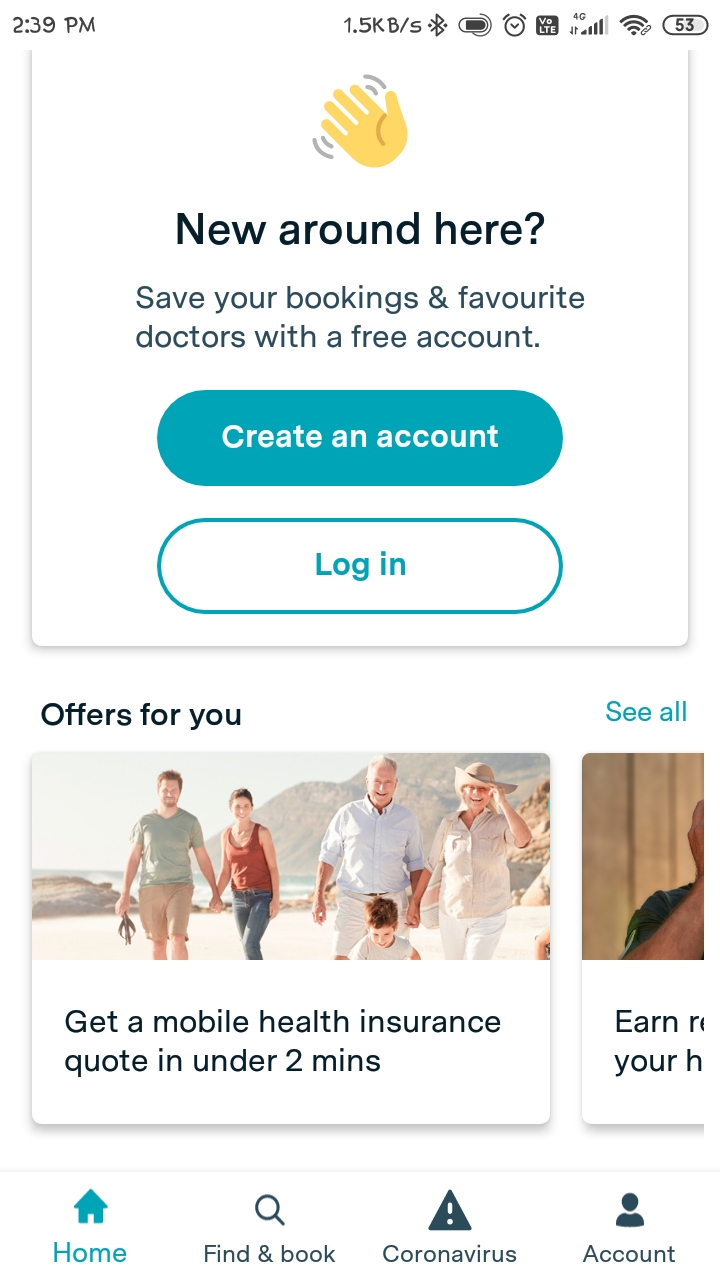 2:39 PM
1.5KB/s
Vo
LTE
4G
53
New around here?
Save your bookings & favourite
doctors with a free account.
Create an account
Log in
Offers for you
See all
Get a mobile health insurance
quote in under 2 mins
Earn
your
Home
Find & book
Coronavirus
Account